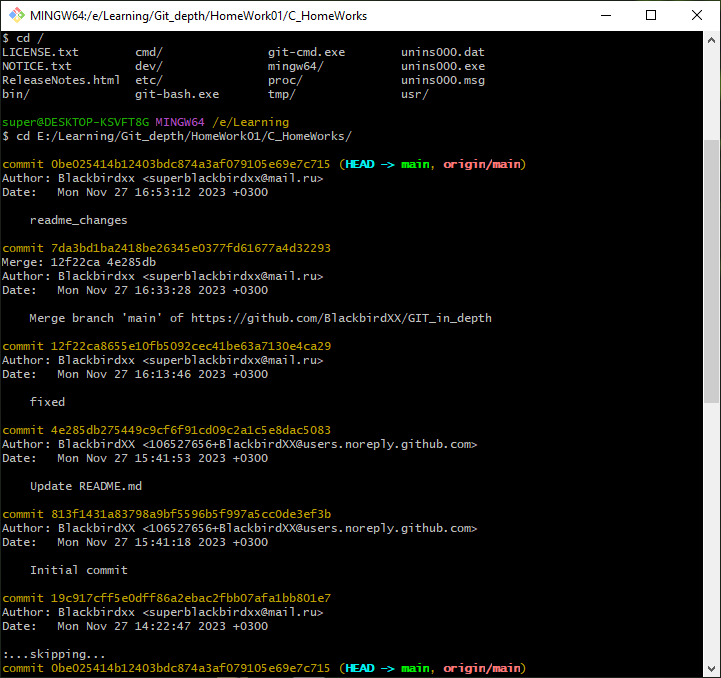 MINGW64:/e/Learning/Git_depth/HomeWork01/C_HomeWorks
$ cd /
LICENSE.txt cmd/ git-cmd.exe unins000.dat
NOTICE.txt dev/ mingw64/ unins000.exe
ReleaseNotes.html etc/ proc/ unins000.msg
bin/ git-bash.exe tmp/ usr/
super@DESKTOP-KSVFT8G MINGW64 /e/Learning
$ cd E:/Learning/Git_depth/HomeWork01/C_HomeWorks/
commit 0be025414b12403bdc874a3af079105e69e7c715 (HEAD -> main, origin/main)
Author: Blackbirdxx <superblackbirdxx@mail.ru>
Date:   Mon Nov 27 16:53:12 2023 +0300
readme_changes
commit 7da3bd1ba2418be26345e0377fd61677a4d32293
Merge: 12f22ca 4e285db
Author: Blackbirdxx <superblackbirdxx@mail.ru>
Date:   Mon Nov 27 16:33:28 2023 +0300
Merge branch 'main' of https://github.com/BlackbirdXX/GIT_in_depth
commit 12f22ca8655e10fb5092cec41be63a7130e4ca29
Author: Blackbirdxx <superblackbirdxx@mail.ru>
Date:   Mon Nov 27 16:13:46 2023 +0300
fixed
commit 4e285db275449c9cf6f91cd09c2a1c5e8dac5083
Author: BlackbirdXX <106527656+BlackbirdXX@users.noreply.github.com>
Date:   Mon Nov 27 15:41:53 2023 +0300
Update README.md
commit 813f1431a83798a9bf5596b5f997a5cc0de3ef3b
Author: BlackbirdXX <106527656+BlackbirdXX@users.noreply.github.com>
Date:   Mon Nov 27 15:41:18 2023 +0300
Initial commit
commit 19c917cff5e0dff86a2ebac2fbb07afa1bb801e7
Author: Blackbirdxx <superblackbirdxx@mail.ru>
Date:   Mon Nov 27 14:22:47 2023 +0300
:...skipping...
commit 0be025414b12403bdc874a3af079105e69e7c715 (HEAD -> main, origin/main)